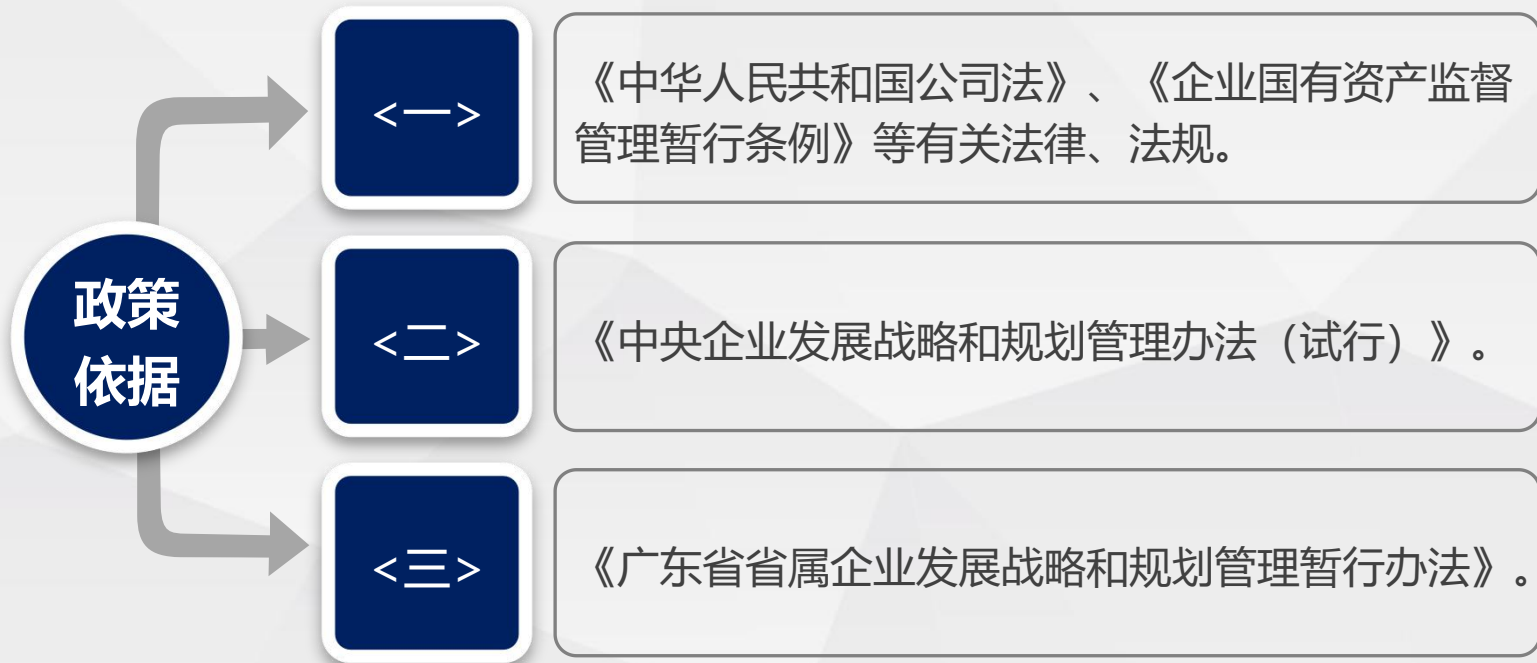 政策
依据
<一>
《中华人民共和国公司法》、《企业国有资产监督
管理暂行条例》等有关法律、法规。
<二>
《中央企业发展战略和规划管理办法（试行）》。
<三>
《广东省省属企业发展战略和规划管理暂行办法》。